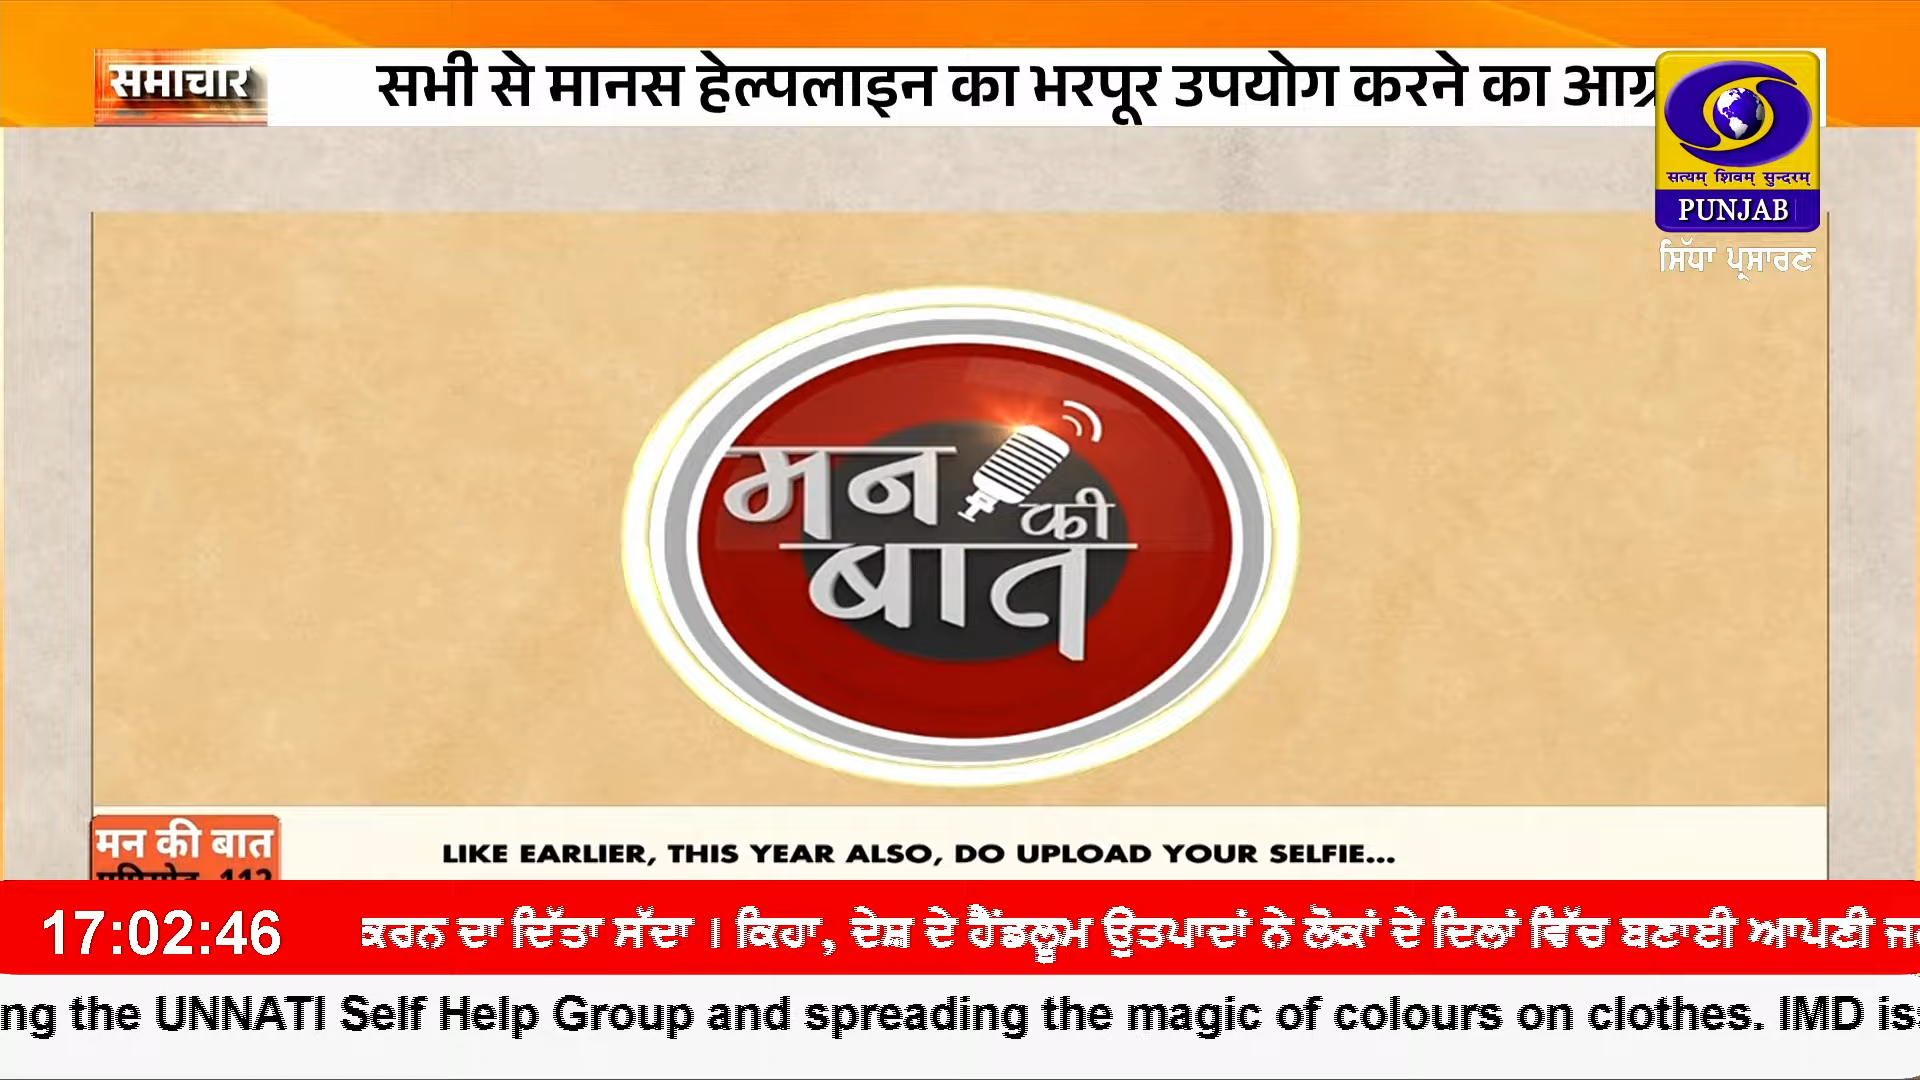 समाचार
सभी से मानस हेल्पलाइन का भरपूर उपयोग करने का
सत्यम् शिवम् सुन्दरम्
PUNJAB
ਸਿੱਧਾ ਪ੍ਰਸਾਰਣ
मन की
बात
मन की बात
LIKE EARLIER, THIS YEAR ALSO, DO UPLOAD YOUR SELFIE...
17:02:46
ਕਰਨ ਦਾ ਦਿੱਤਾ ਸੱਦਾ । ਕਿਹਾ, ਦੇਸ਼ ਦੇ ਹੈਂਡਲੂਮ ਉਤਪਾਦਾਂ ਨੇ ਲੋਕਾਂ ਦੇ ਦਿਲਾਂ ਵਿੱਚ ਬਣਾਈ ਆਪਣੀ
ng the UNNATI Self Help Group and spreading the magic of colours on clothes. IMD